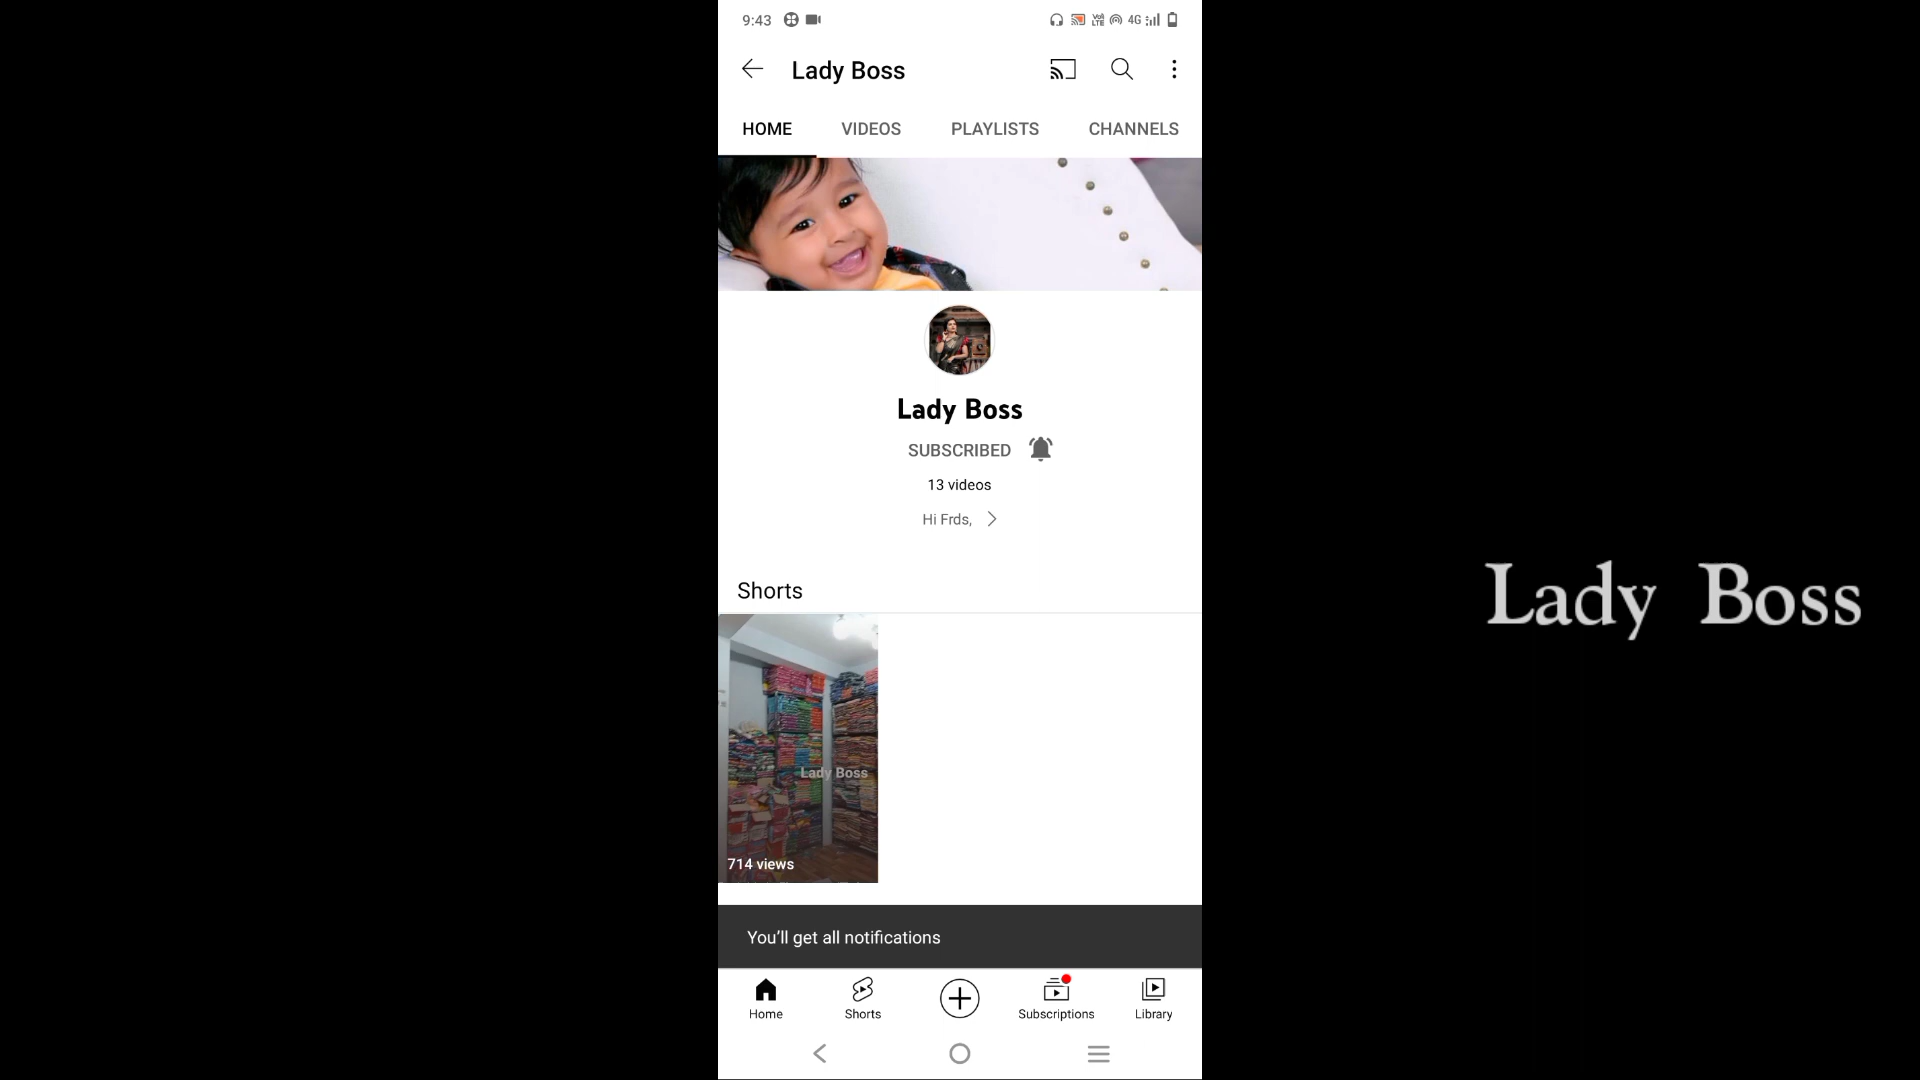 9:43
VoLTE 4G
Lady Boss
HOME VIDEOS PLAYLISTS CHANNELS
Lady Boss
SUBSCRIBED
13 videos
Hi Frds,
Shorts
Lady Boss
714 views
You’ll get all notifications
Home Shorts Subscriptions Library
Lady Boss